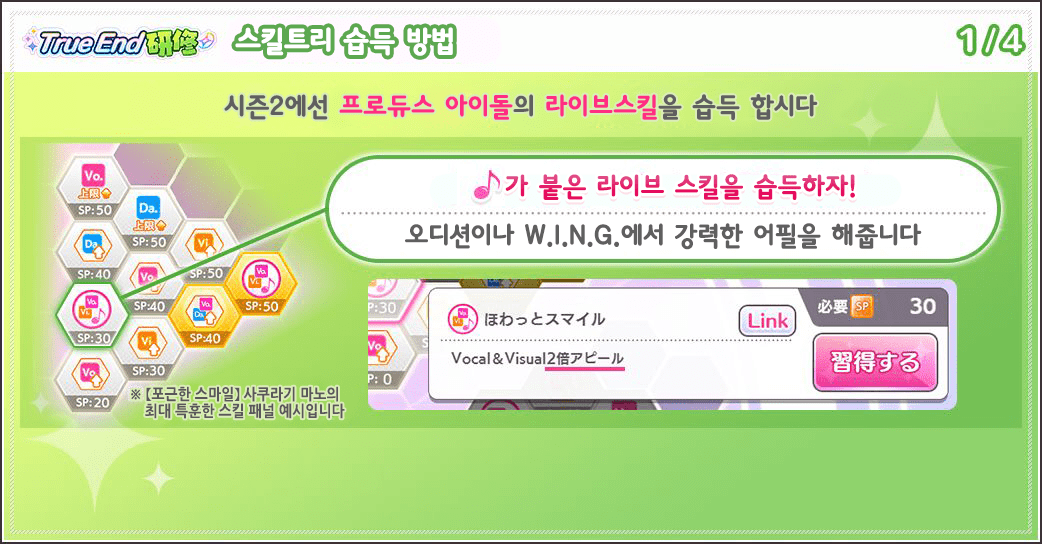 True End 研修 스킬트리 습득 방법 1/4
시즌2에선 프로듀스 아이돌의 라이브스킬을 습득 합시다
가 붙은 라이브 스킬을 습득하자!
오디션이나 W.I.N.G.에서 강력한 어필을 해줍니다
Vo.
上限
SP:50
Da.
上限
SP:50
Da
SP:40
Vi
SP:50
Vo
SP:40
Vo.
Vi.
SP:50
Vo.
Vi.
SP:30
Vo.
Da.
SP:40
Vi
SP:30
Vo
SP:20
※ [포근한 스마일] 사쿠라기 마노의
최대 특훈한 스킬 패널 예시입니다
:30
Vo
P: 0
ほわっとスマイル
Link
必要 SP 30
Vocal＆Visual2倍アピール
習得する